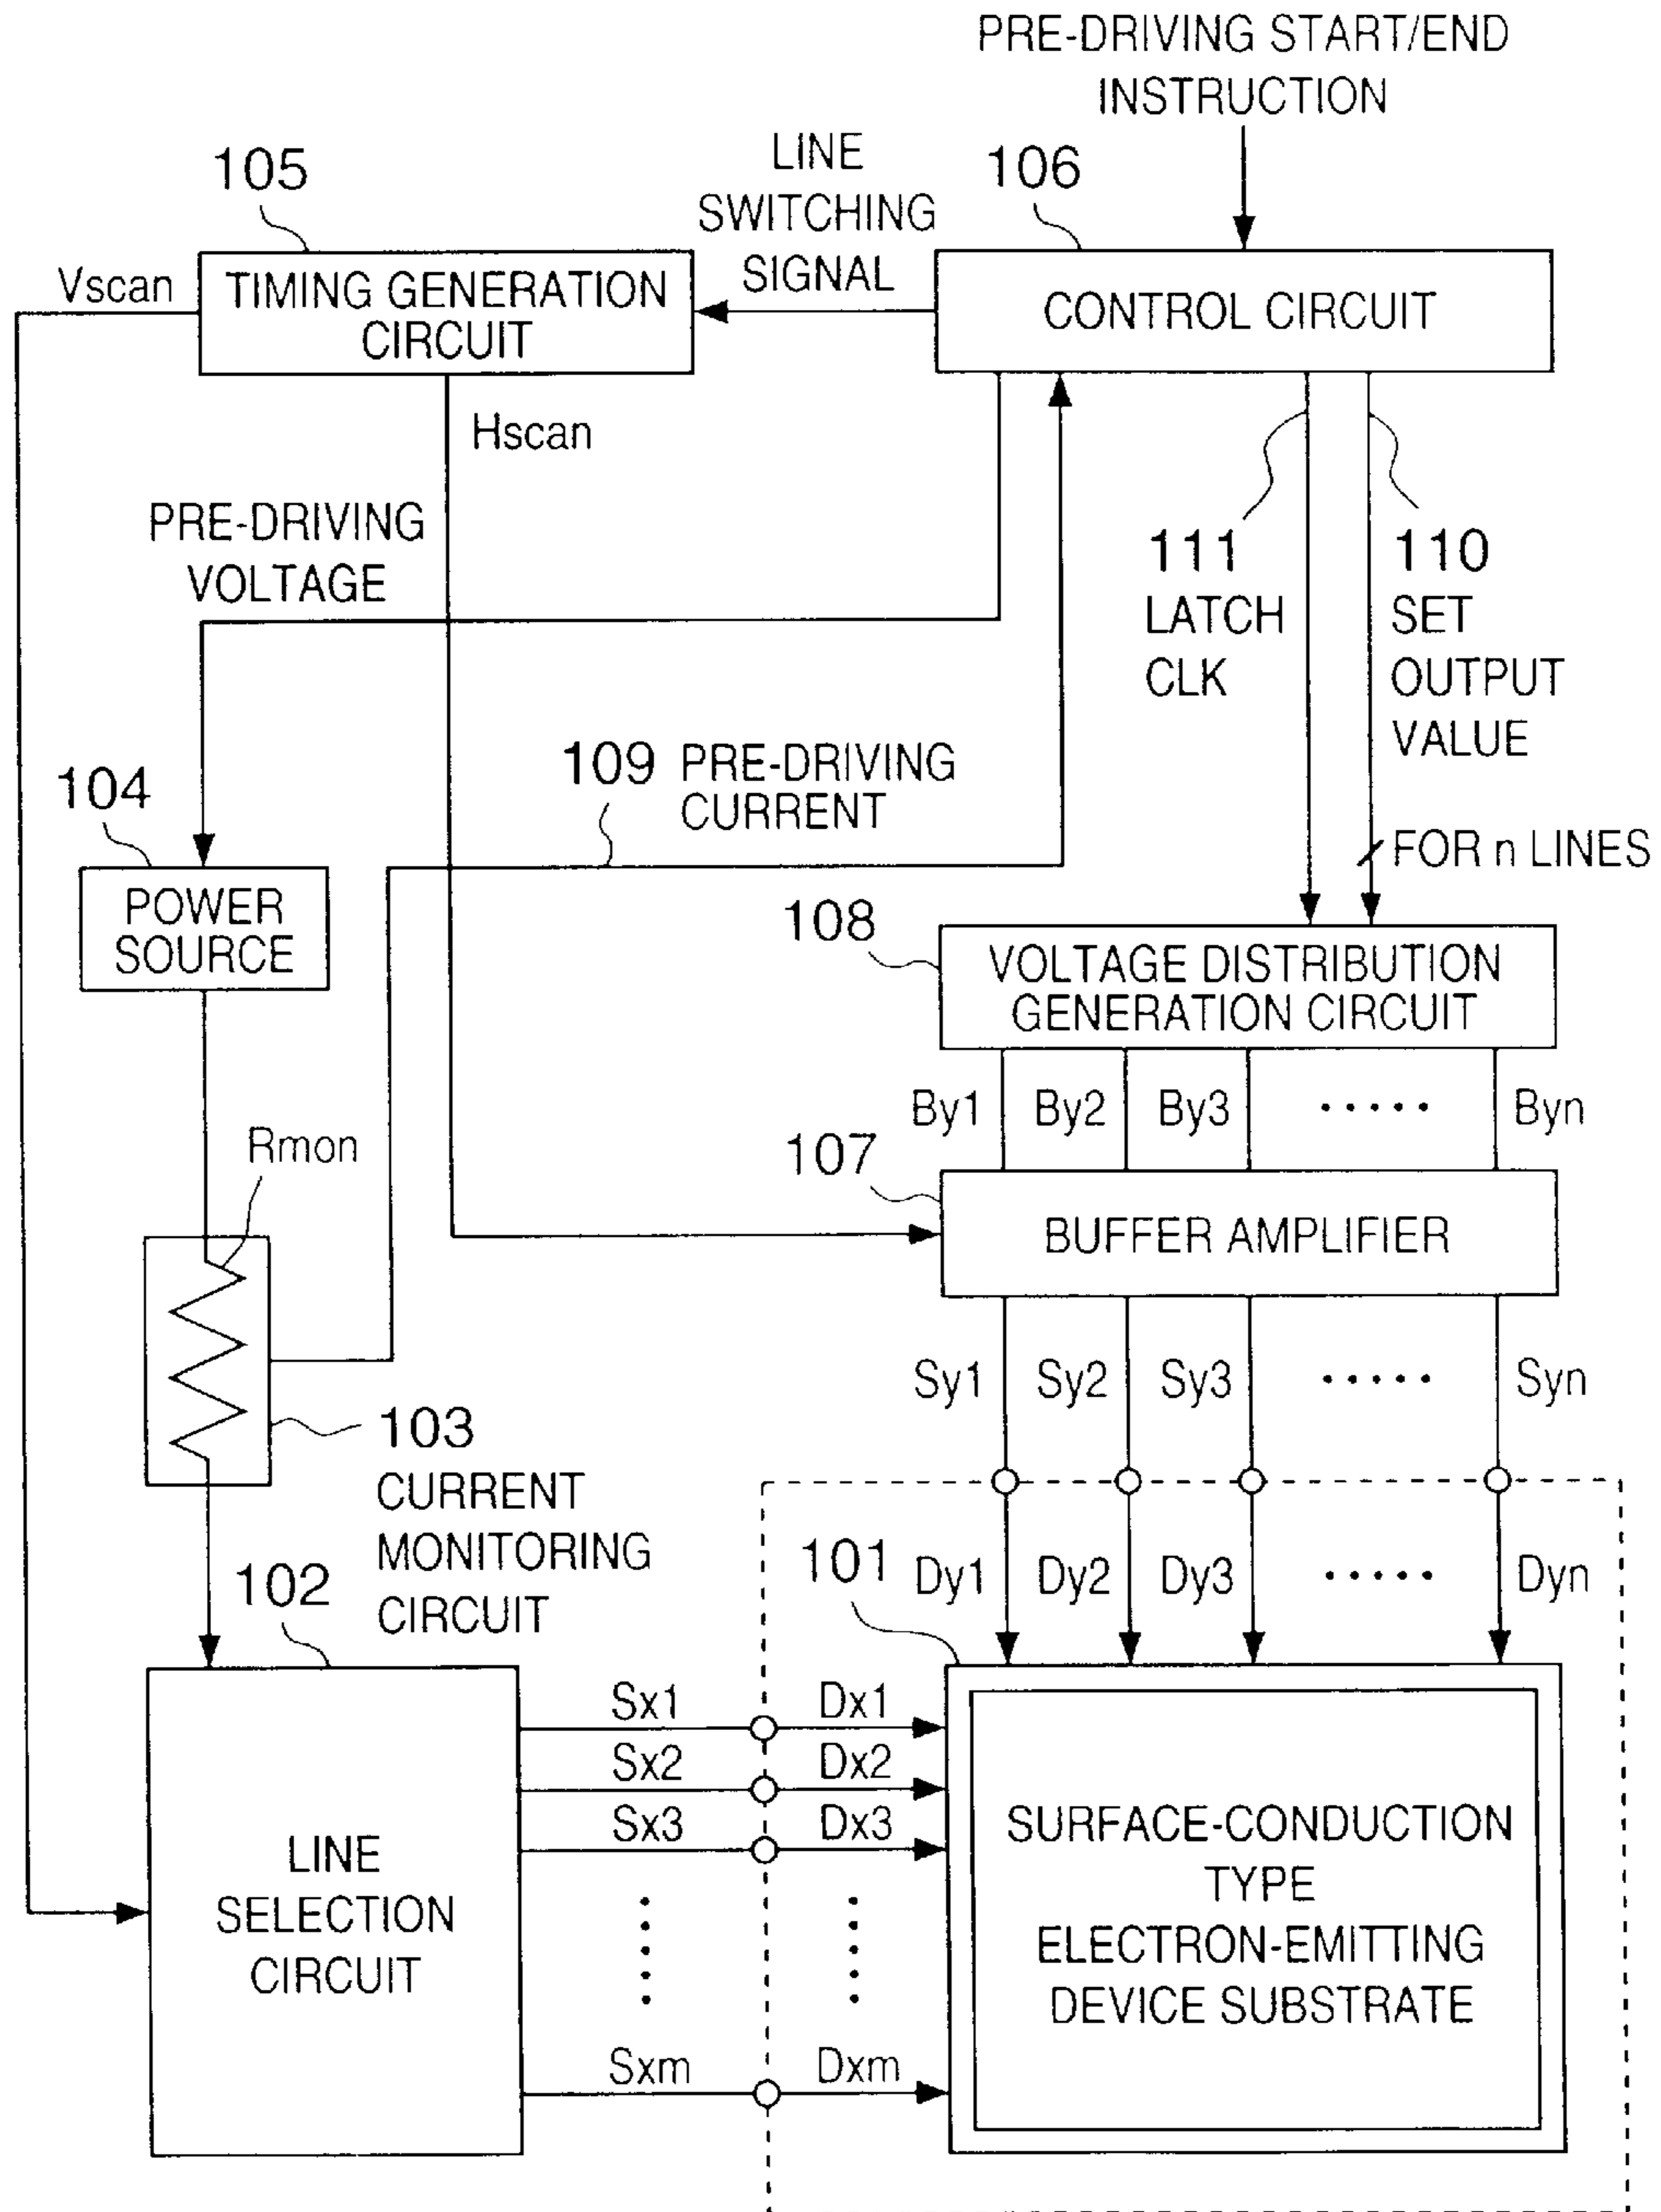 PRE-DRIVING START/END
INSTRUCTION
LINE
SWITCHING
SIGNAL
105
106
Vscan
TIMING GENERATION
CIRCUIT
CONTROL CIRCUIT
Hscan
PRE-DRIVING
VOLTAGE
111
LATCH
CLK
110
SET
OUTPUT
VALUE
109 PRE-DRIVING
CURRENT
104
FOR n LINES
POWER
SOURCE
108
VOLTAGE DISTRIBUTION
GENERATION CIRCUIT
By1 By2 By3 ····· Byn
Rmon
107
BUFFER AMPLIFIER
Sy1 Sy2 Sy3 ····· Syn
103
CURRENT
MONITORING
CIRCUIT
101
Dy1 Dy2 Dy3 ····· Dyn
102
Sx1 Dx1
Sx2 Dx2
Sx3 Dx3
Sxm Dxm
LINE
SELECTION
CIRCUIT
SURFACE-CONDUCTION
TYPE
ELECTRON-EMITTING
DEVICE SUBSTRATE